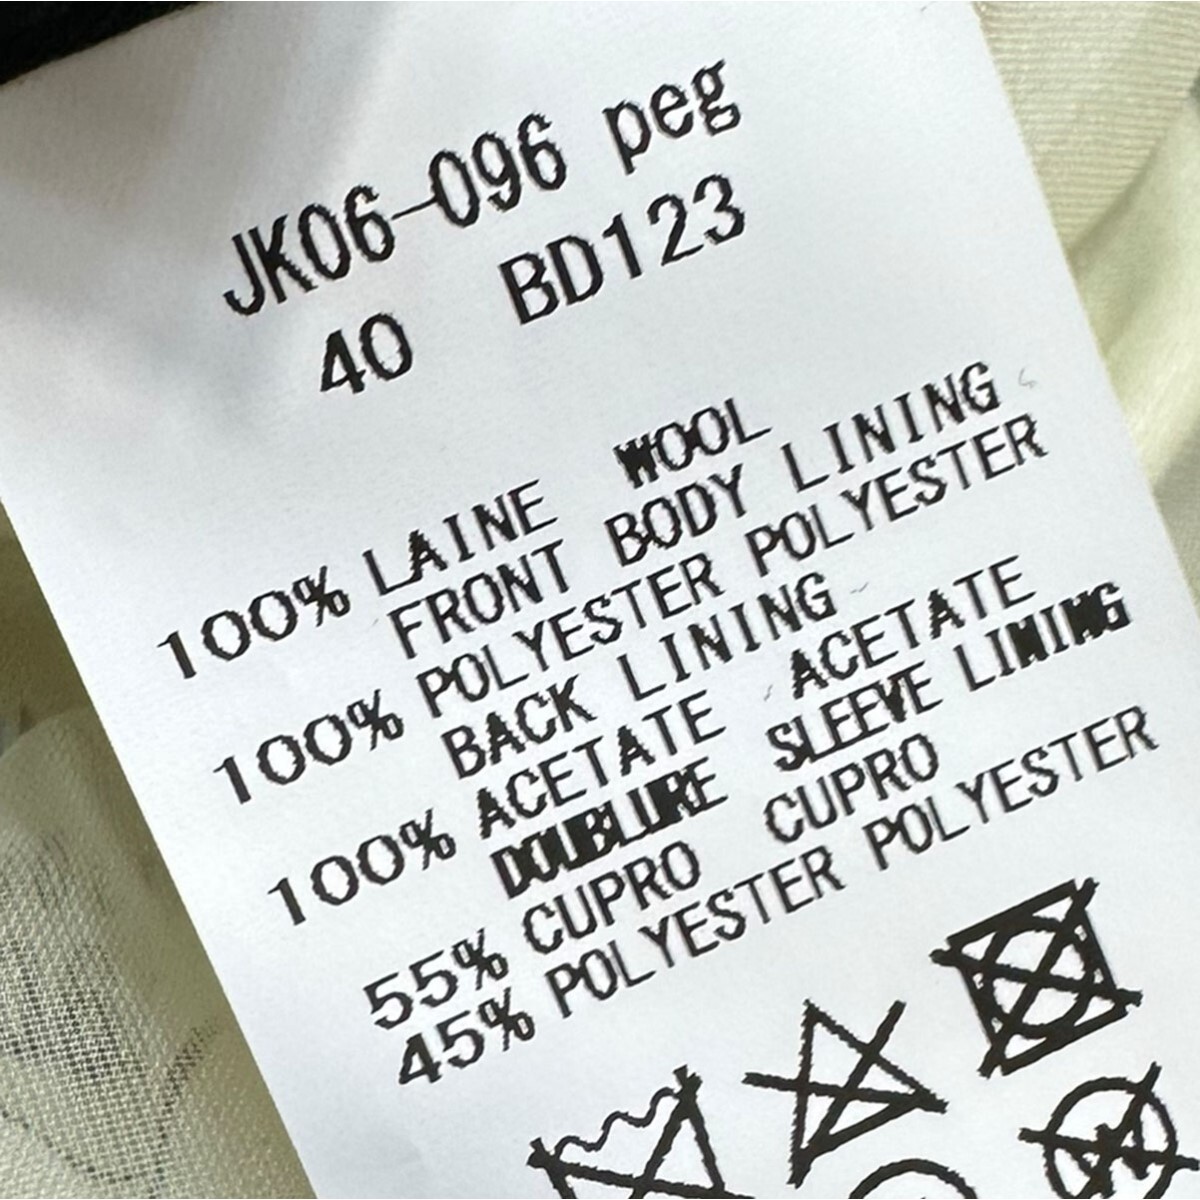 JK06-096 peg
40 BD123
100% LAINE WOOL
FRONT BODY LINING
100% POLYESTER POLYESTER
BACK LINING
100% ACETATE ACETATE
DOUBLURE SLEEVE LINING
55% CUPRO CUPRO
45% POLYESTER POLYESTER